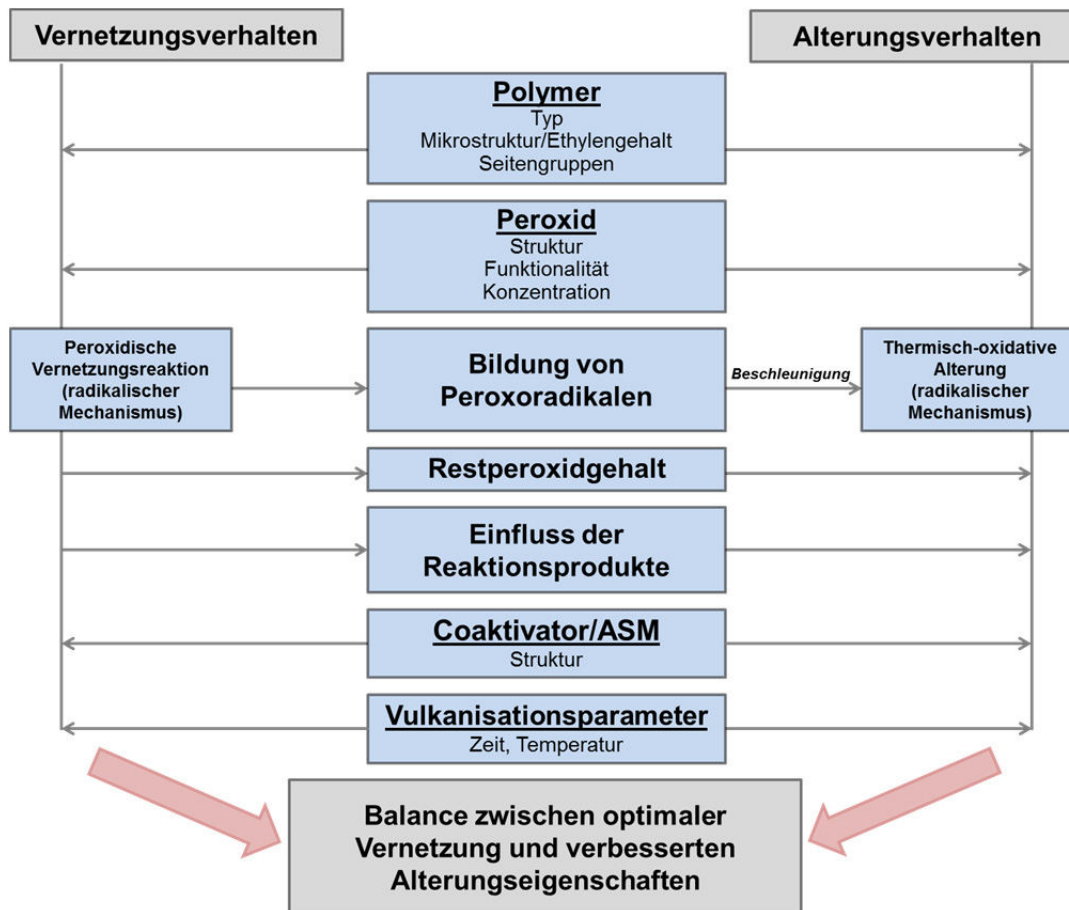 Vernetzungsverhalten
Alterungsverhalten
Polymer
Typ
Mikrostruktur/Ethylengehalt
Seitengruppen
Peroxid
Struktur
Funktionalität
Konzentration
Peroxidische
Vernetzungsreaktion
(radikalischer
Mechanismus)
Bildung von
Peroxoradikalen
Beschleunigung
Thermisch-oxidative
Alterung
(radikalischer
Mechanismus)
Restperoxidgehalt
Einfluss der
Reaktionsprodukte
Coaktivator/ASM
Struktur
Vulkanisationsparameter
Zeit, Temperatur
Balance zwischen optimaler
Vernetzung und verbesserten
Alterungseigenschaften